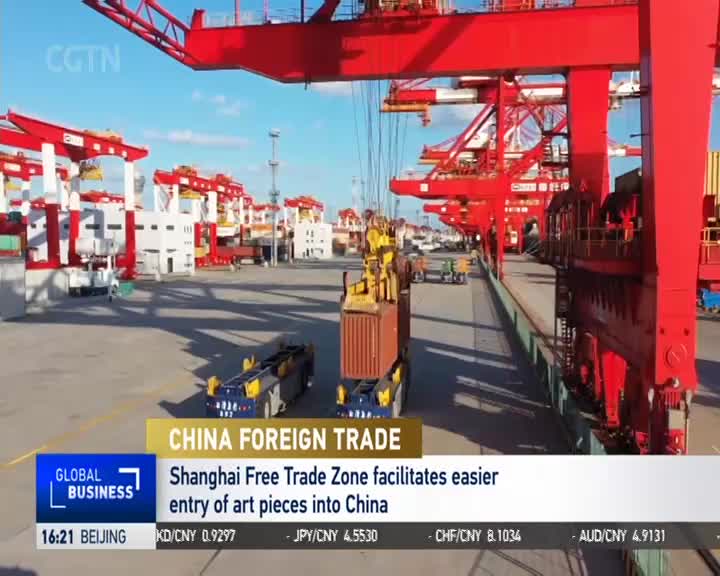 CGTN
CHINA FOREIGN TRADE
GLOBAL
BUSINESS
Shanghai Free Trade Zone facilitates easier
entry of art pieces into China
16:21 BEIJING
KD/CNY 0.9297 - JPY/CNY 4.5530 - CHF/CNY 8.1034 - AUD/CNY 4.9131